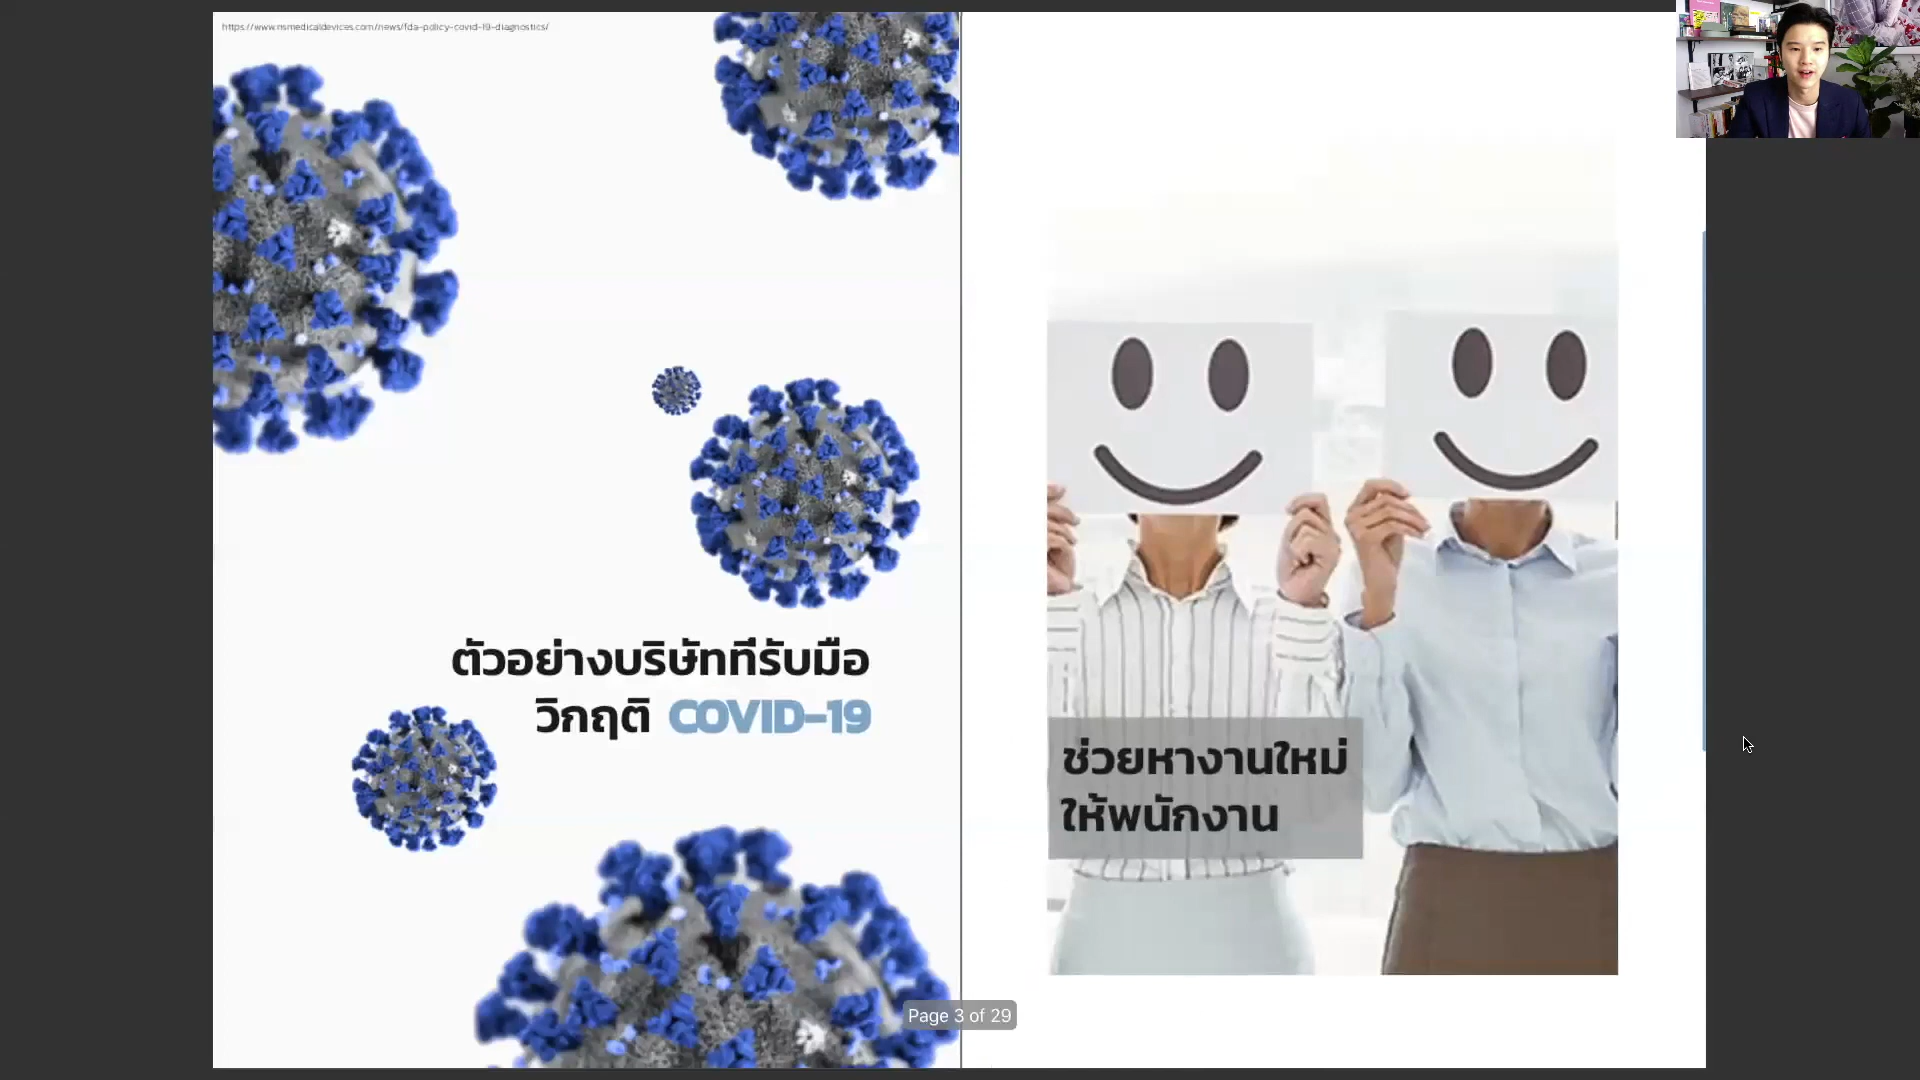 https://www.nsmedicaldevices.com/news/fda-policy-covid-19-diagnostics/
ตัวอย่างบริษัทที่รับมือ
วิกฤติ COVID-19
ช่วยหางานใหม่
ให้พนักงาน
Page 3 of 29